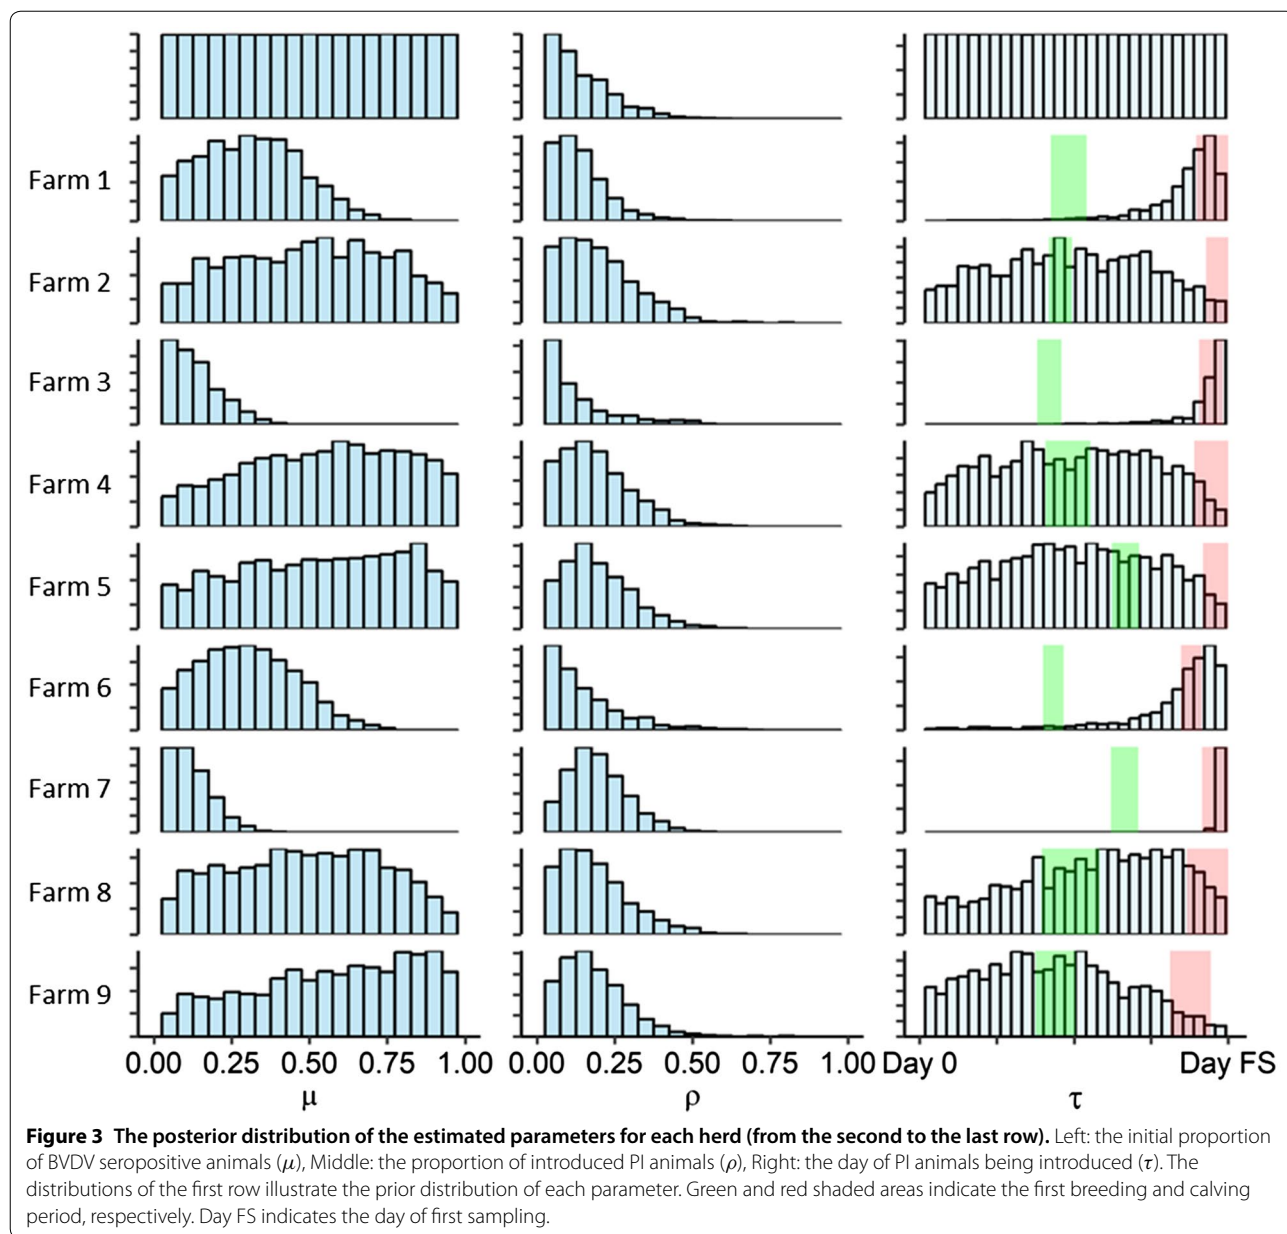 Farm 1
Farm 2
Farm 3
Farm 4
Farm 5
Farm 6
Farm 7
Farm 8
Farm 9
0.00 0.25 0.50 0.75 1.00 0.00 0.25 0.50 0.75 1.00 Day 0 Day FS
μ ρ τ
Figure 3 The posterior distribution of the estimated parameters for each herd (from the second to the last row). Left: the initial proportion
of BVDV seropositive animals (μ), Middle: the proportion of introduced PI animals (ρ), Right: the day of PI animals being introduced (τ). The
distributions of the first row illustrate the prior distribution of each parameter. Green and red shaded areas indicate the first breeding and calving
period, respectively. Day FS indicates the day of first sampling.